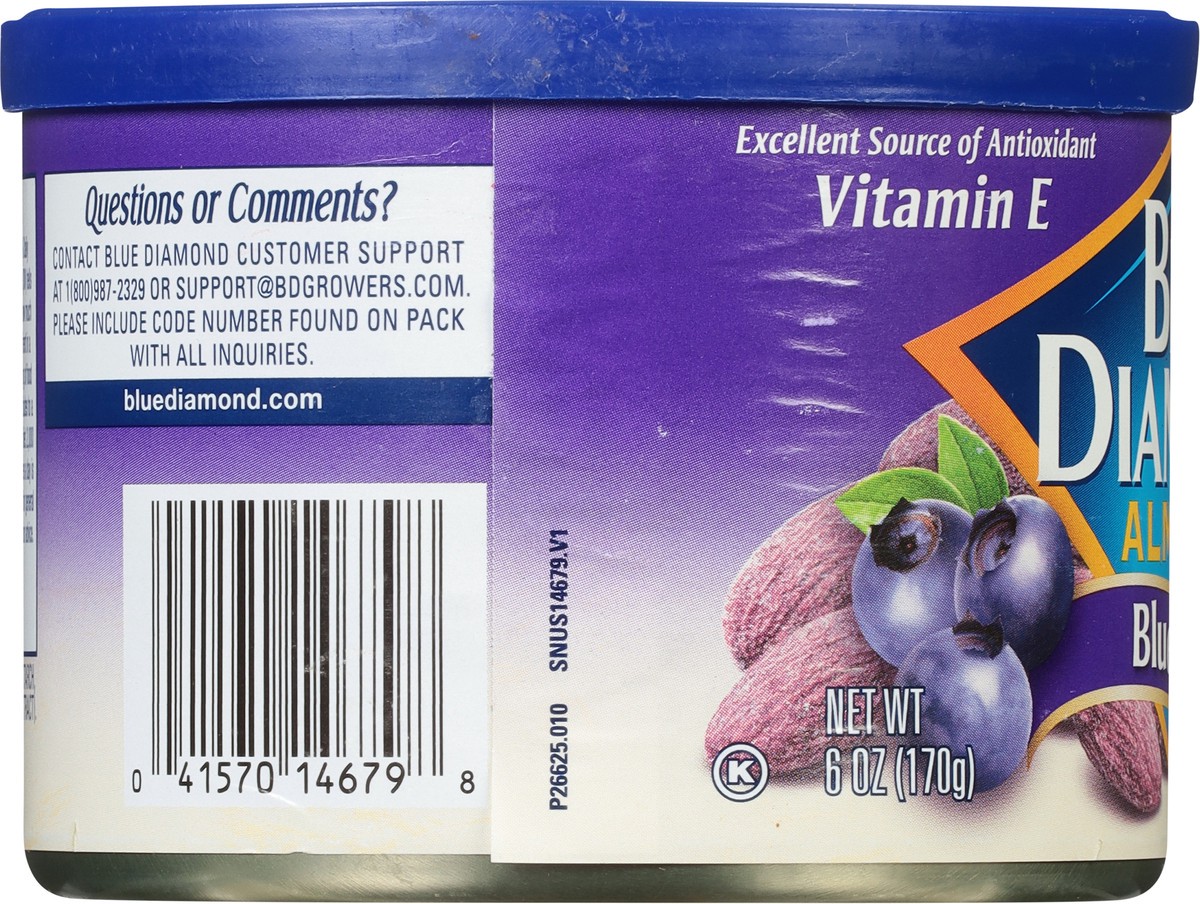 Questions or Comments?
CONTACT BLUE DIAMOND CUSTOMER SUPPORT
AT 1(800)987-2329 OR SUPPORT@BDGROWERS.COM.
PLEASE INCLUDE CODE NUMBER FOUND ON PACK
WITH ALL INQUIRIES.
bluediamond.com
0 41570 14679 8
P26625.010 SNUS14679.V1
Excellent Source of Antioxidant
Vitamin E
NET WT
6 OZ (170g)
K